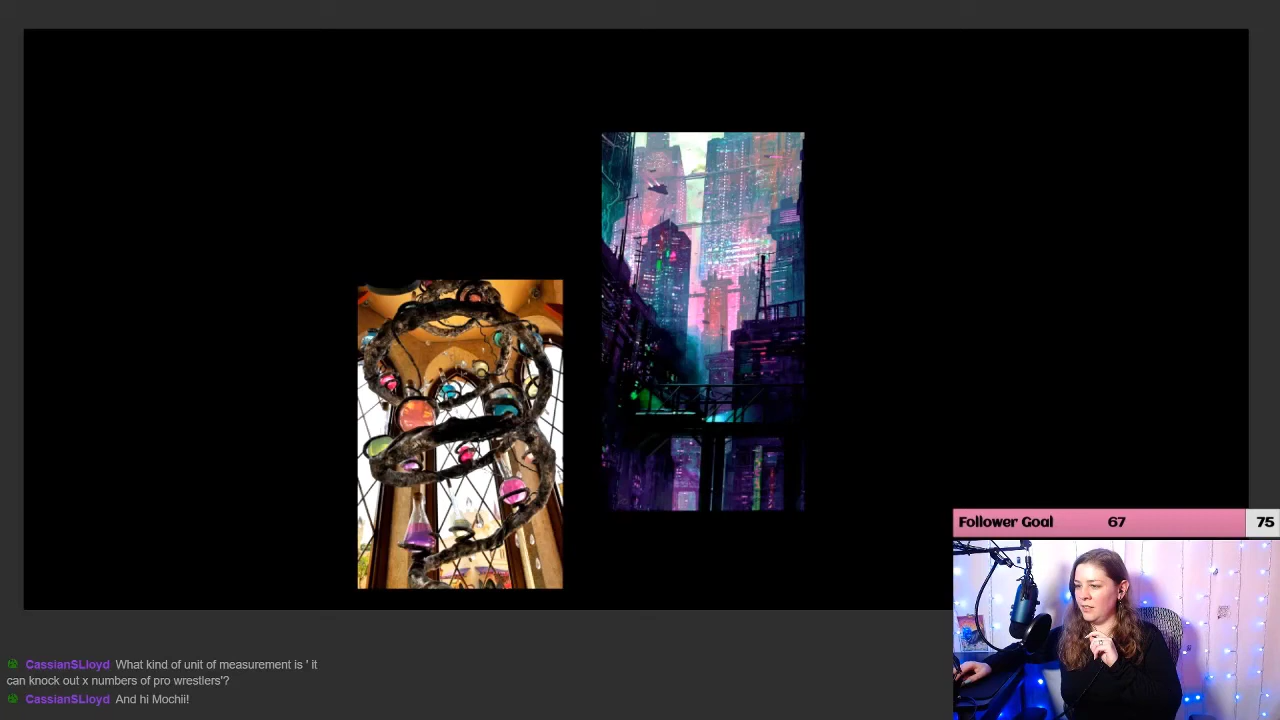 Follower Goal 67 75
CassianSLloyd What kind of unit of measurement is ' it
can knock out x numbers of pro wrestlers'?
CassianSLloyd And hi Mochii!